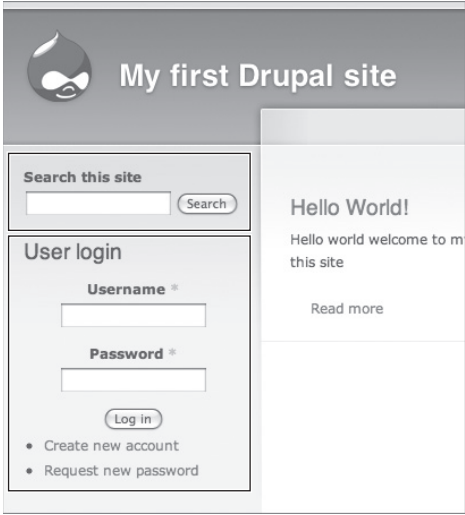 My first Drupal site
Search this site
Search
User login
Username *
Password *
Log in
• Create new account
• Request new password
Hello World!
Hello world welcome to
this site
Read more